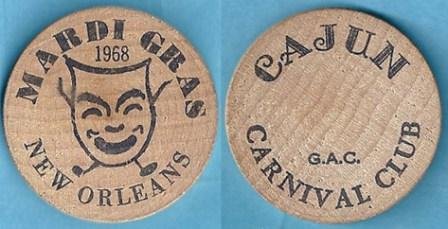 MARDI GRAS
1968
NEW ORLEANS
CAJUN
G.A.C.
CARNIVAL CLUB